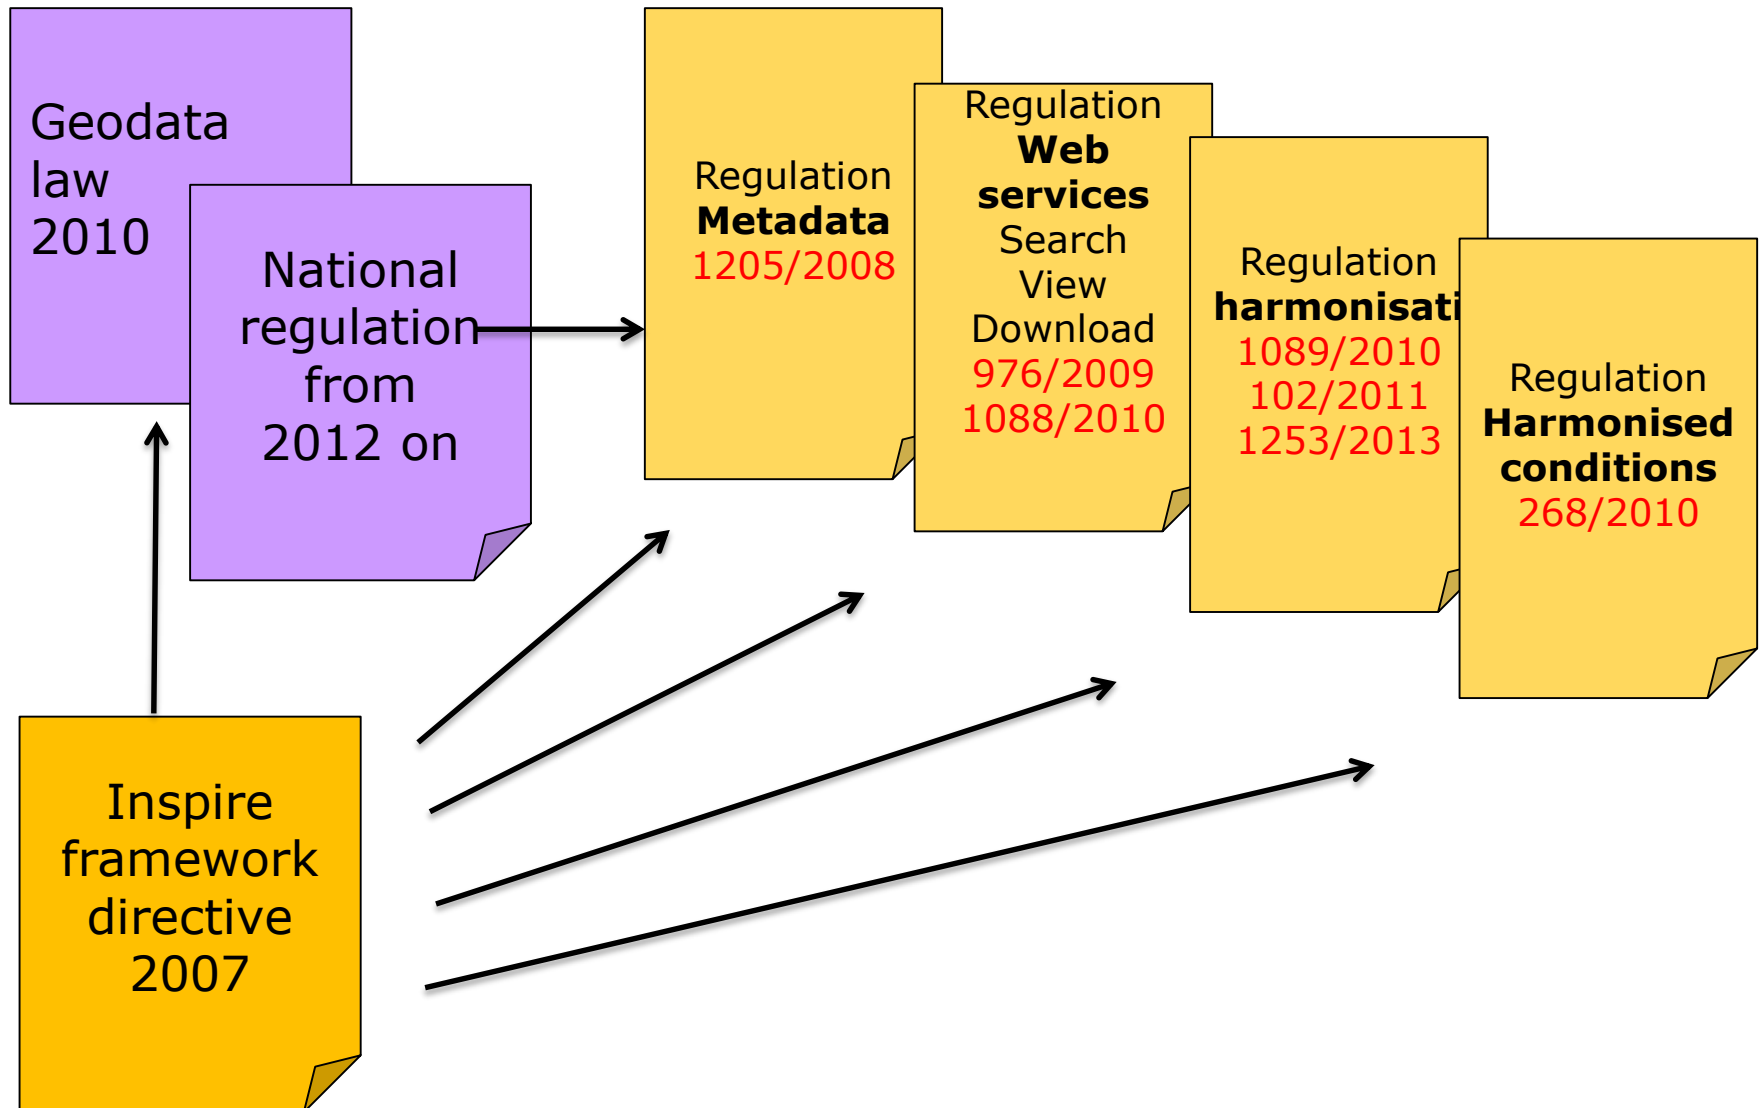 Geodata
law
2010
National
regulation
from
2012 on
Regulation
Metadata
1205/2008
Regulation
Web
services
Search
View
Download
976/2009
1088/2010
Regulation
harmonisati
1089/2010
102/2011
1253/2013
Regulation
Harmonised
conditions
268/2010
Inspire
framework
directive
2007